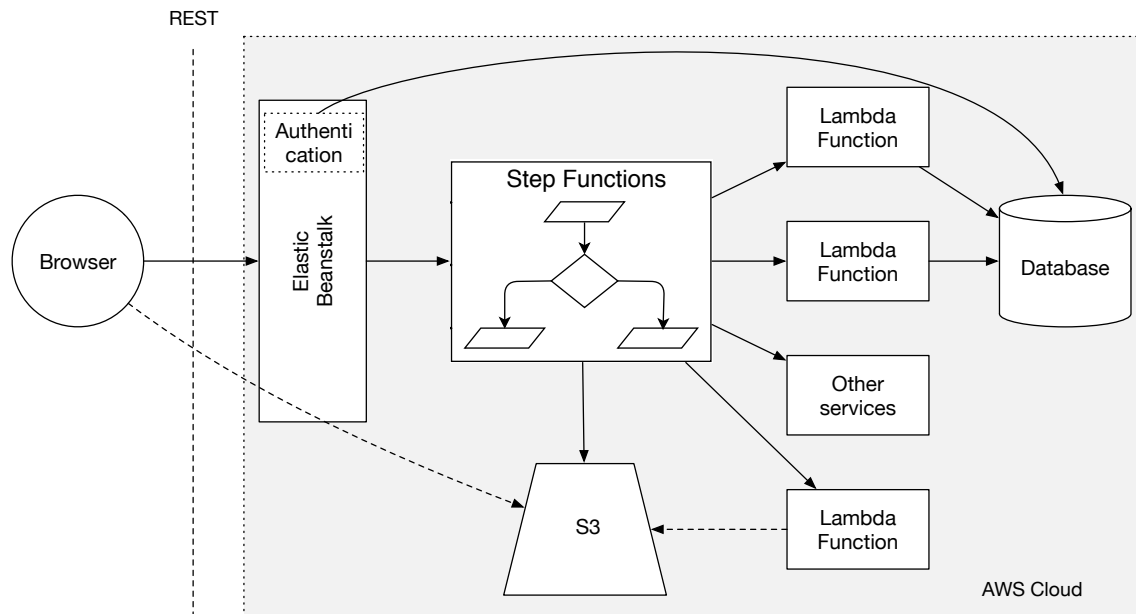 REST
Authenti
cation
Elastic
Beanstalk
Browser
Step Functions
Lambda
Function
Lambda
Function
Database
Other
services
S3
Lambda
Function
AWS Cloud